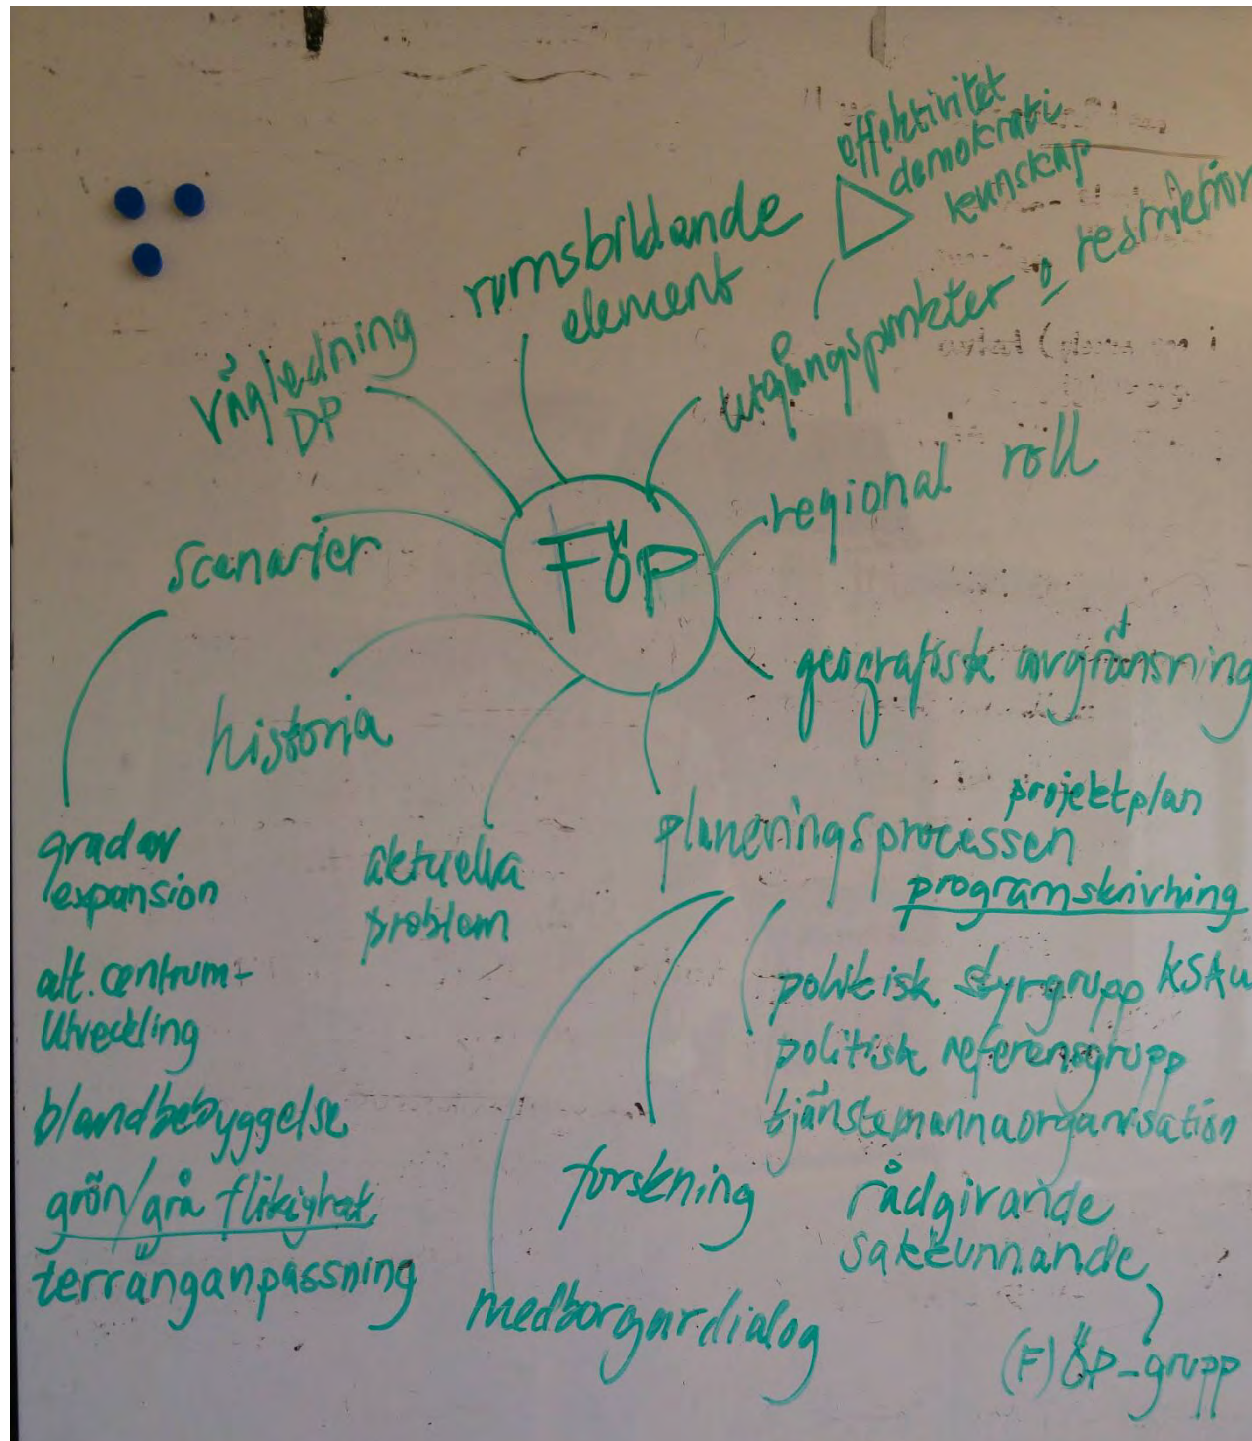 effektivitet
demokrati
kunskap
rumsbildande
element
utgångspunkter o restriktion
vägledning
DP
regional roll
FÖP
scenarier
geografisk avgränsning
historia
projektplan
planeringsprocessen
programskrivning
grad av
expansion
aktuella
problem
alt. centrum-
utveckling
politisk styrgrupp KSAU
politisk referensgrupp
tjänstemannaorganisation
blandbebyggelse
grön/grå flikighet
terränganpassning
forskning
rådgivande
sakkunnande
medborgardialog
(F)ÖP-grupp